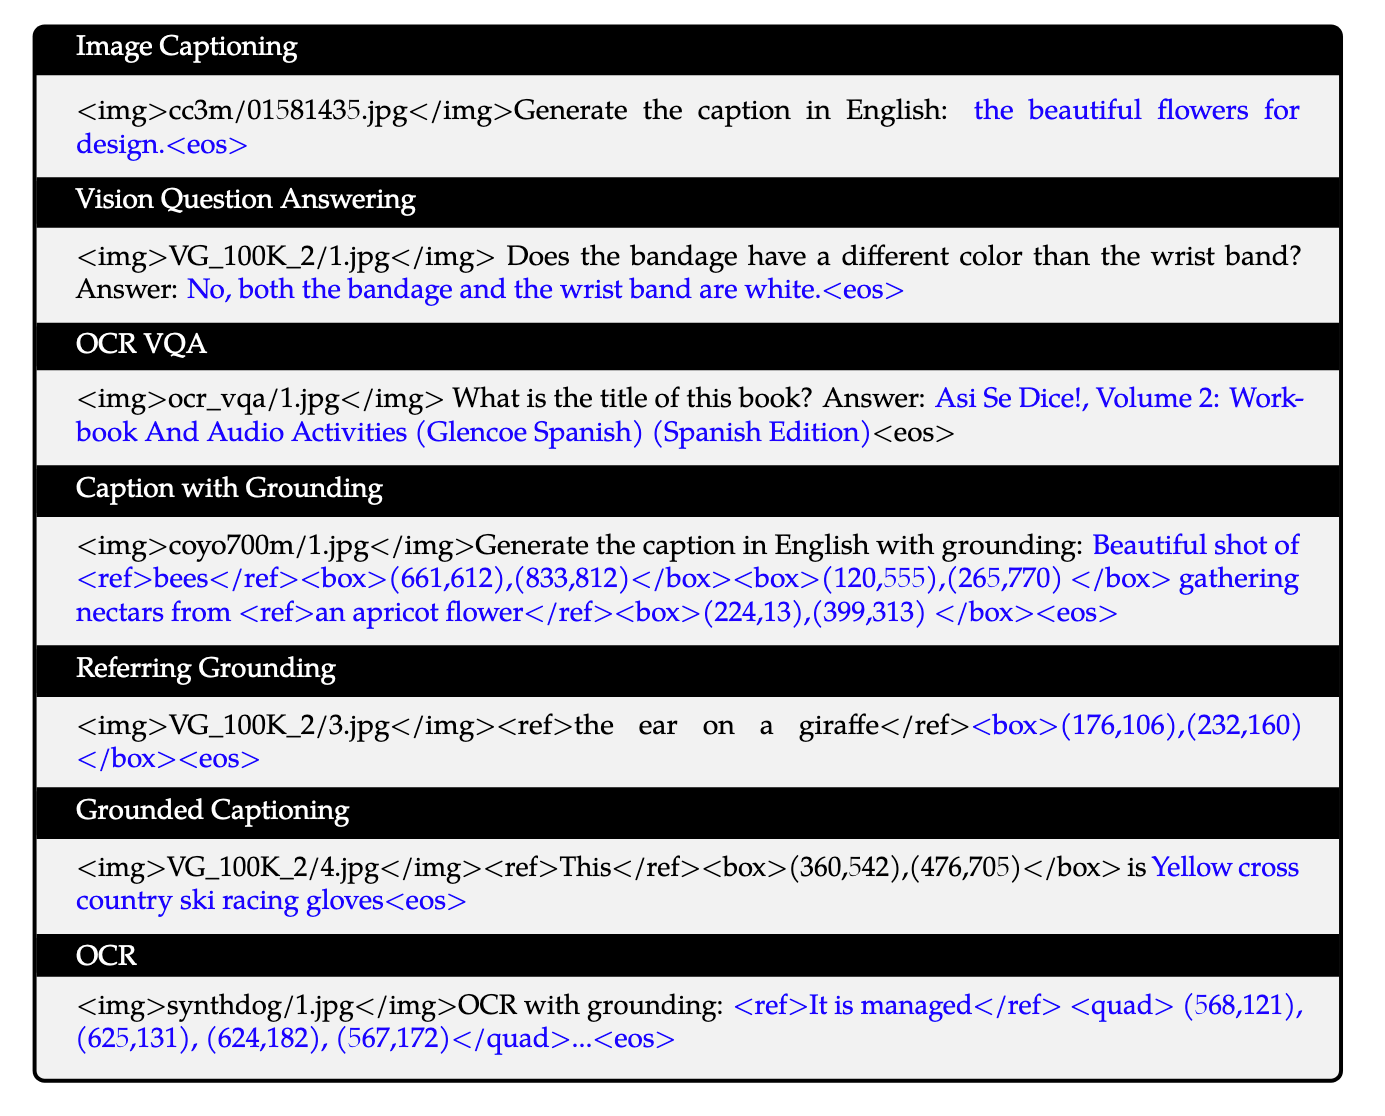 Image Captioning
<img>cc3m/01581435.jpg</img>Generate the caption in English: the beautiful flowers for
design.<eos>
Vision Question Answering
<img>VG_100K_2/1.jpg</img> Does the bandage have a different color than the wrist band?
Answer: No, both the bandage and the wrist band are white.<eos>
OCR VQA
<img>ocr_vqa/1.jpg</img> What is the title of this book? Answer: Asi Se Dice!, Volume 2: Work-
book And Audio Activities (Glencoe Spanish) (Spanish Edition)<eos>
Caption with Grounding
<img>coyo700m/1.jpg</img>Generate the caption in English with grounding: Beautiful shot of
<ref>bees</ref><box>(661,612),(833,812)</box><box>(120,555),(265,770) </box> gathering
nectars from <ref>an apricot flower</ref><box>(224,13),(399,313) </box><eos>
Referring Grounding
<img>VG_100K_2/3.jpg</img><ref>the ear on a giraffe</ref><box>(176,106),(232,160)
</box><eos>
Grounded Captioning
<img>VG_100K_2/4.jpg</img><ref>This</ref><box>(360,542),(476,705)</box> is Yellow cross
country ski racing gloves<eos>
OCR
<img>synthdog/1.jpg</img>OCR with grounding: <ref>It is managed</ref> <quad> (568,121),
(625,131), (624,182), (567,172)</quad>...<eos>